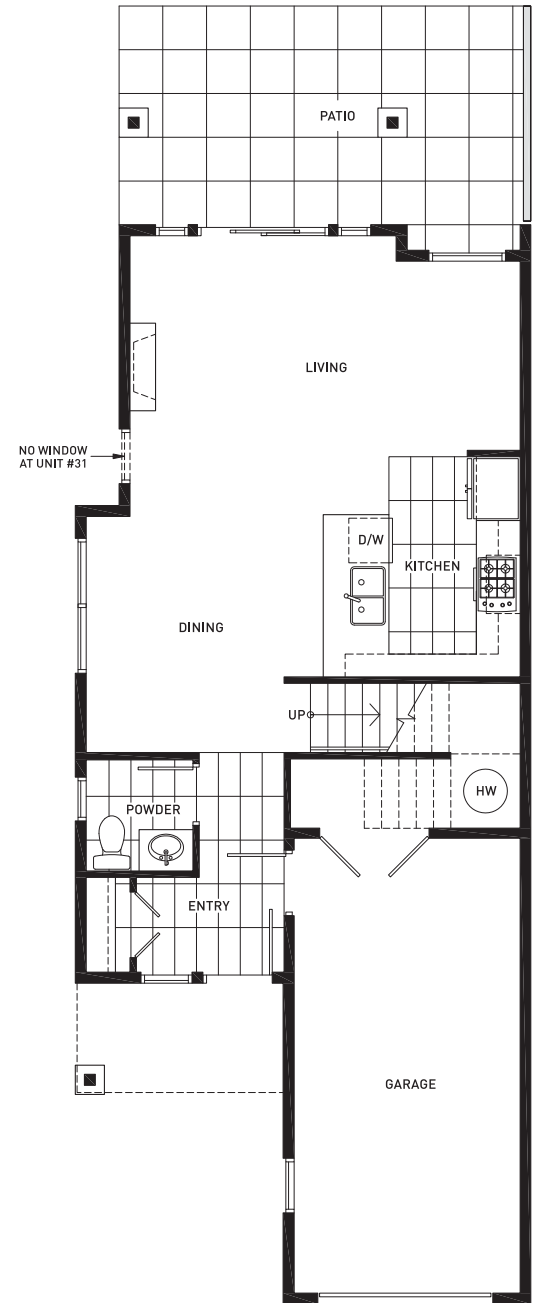 PATIO
LIVING
NO WINDOW
AT UNIT #31
D/W
KITCHEN
DINING
UP
HW
POWDER
ENTRY
GARAGE